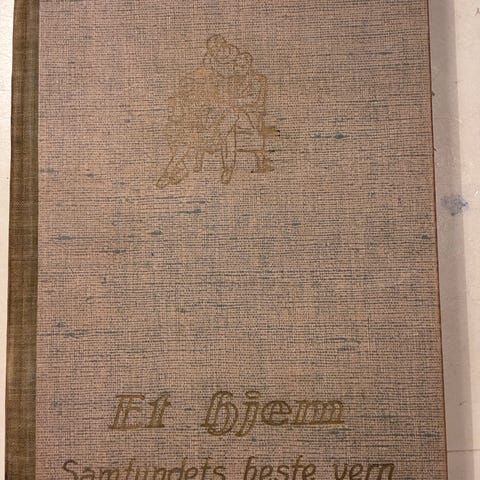 Et hjem
Samfundets beste vern